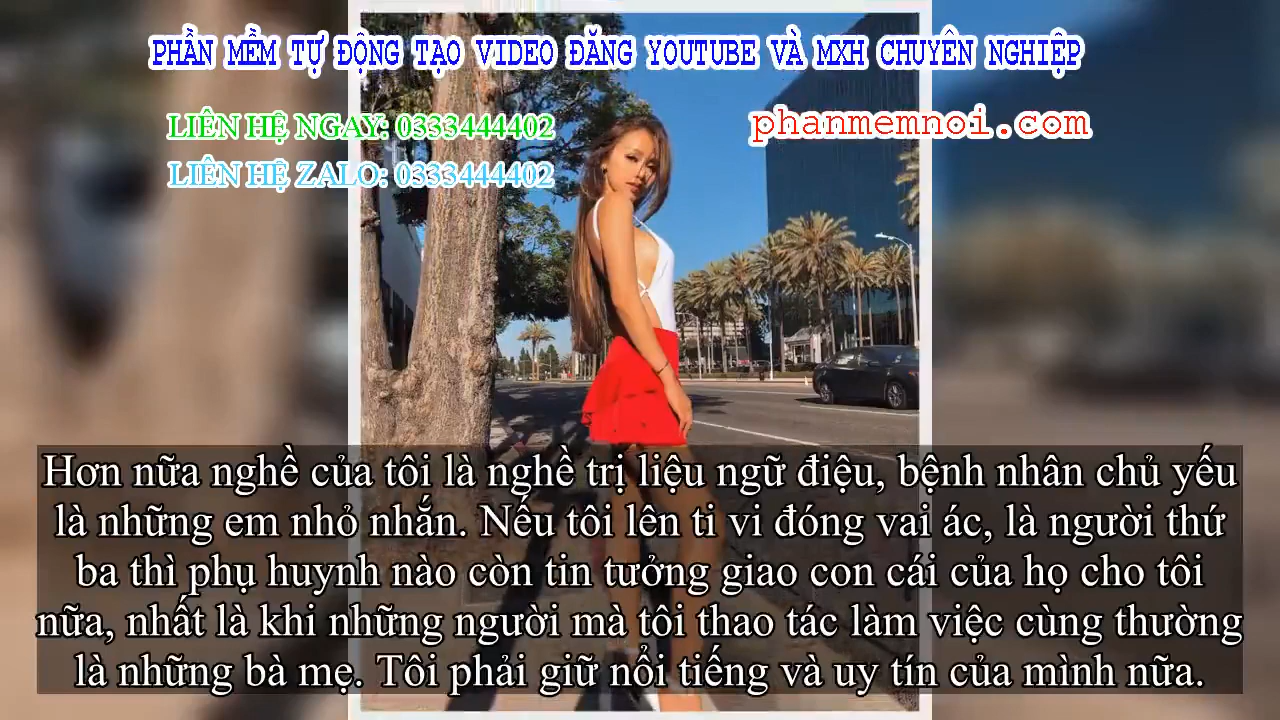 PHẦN MỀM TỰ ĐỘNG TẠO VIDEO ĐĂNG YOUTUBE VÀ MXH CHUYÊN NGHIỆP
LIÊN HỆ NGAY: 0333444402
phanmemnoi.com
LIÊN HỆ ZALO: 0333444402
Hơn nữa nghề của tôi là nghề trị liệu ngữ điệu, bệnh nhân chủ yếu
là những em nhỏ nhắn. Nếu tôi lên ti vi đóng vai ác, là người thứ
ba thì phụ huynh nào còn tin tưởng giao con cái của họ cho tôi
nữa, nhất là khi những người mà tôi thao tác làm việc cùng thường
là những bà mẹ. Tôi phải giữ nổi tiếng và uy tín của mình nữa.